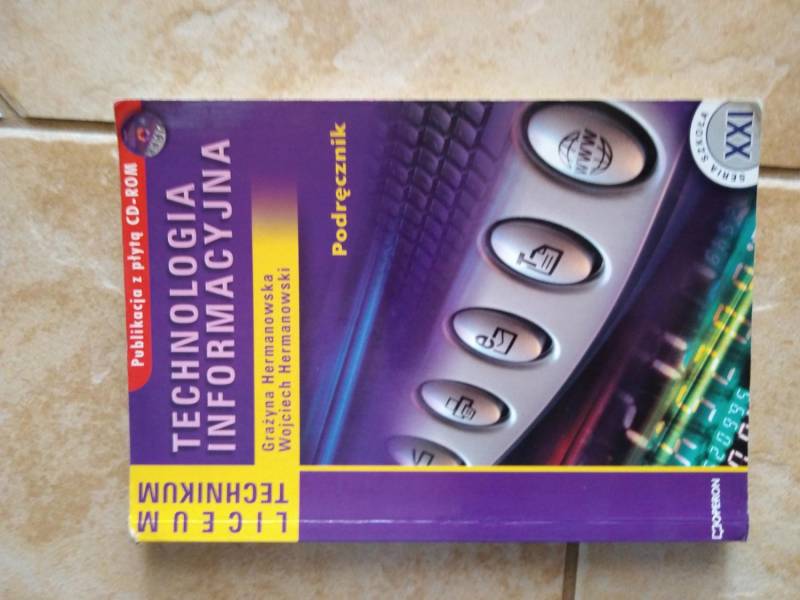 Publikacja z płytą CD-ROM
TECHNOLOGIA
INFORMACYJNA
Grażyna Hermanowska
Wojciech Hermanowski
Podręcznik
LICEUM
TECHNIKUM
SERIA SZKOŁA
XXI
WWW
OPERON